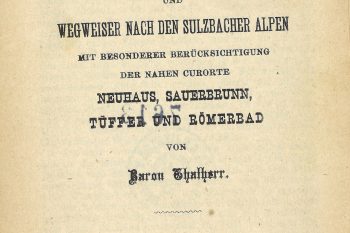 UND
WEGWEISER NACH DEN SULZBACHER ALPEN
MIT BESONDERER BERÜCKSICHTIGUNG
DER NAHEN CURORTE
NEUHAUS, SAUERBRUNN,
TÜFFER UND RÖMERBAD
VON
Baron Thalherr.